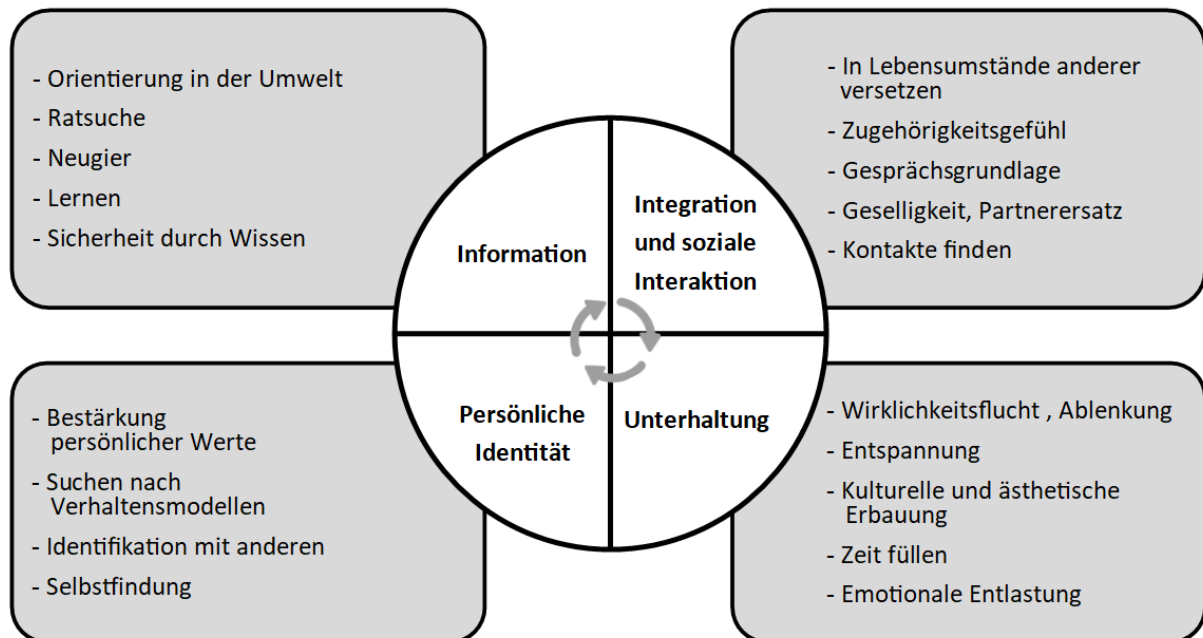 - Orientierung in der Umwelt
- Ratsuche
- Neugier
- Lernen
- Sicherheit durch Wissen
- In Lebensumstände anderer
versetzen
- Zugehörigkeitsgefühl
- Gesprächsgrundlage
- Geselligkeit, Partnerersatz
- Kontakte finden
Information
Integration
und soziale
Interaktion
Persönliche
Identität
Unterhaltung
- Bestärkung
persönlicher Werte
- Suchen nach
Verhaltensmodellen
- Identifikation mit anderen
- Selbstfindung
- Wirklichkeitsflucht , Ablenkung
- Entspannung
- Kulturelle und ästhetische
Erbauung
- Zeit füllen
- Emotionale Entlastung